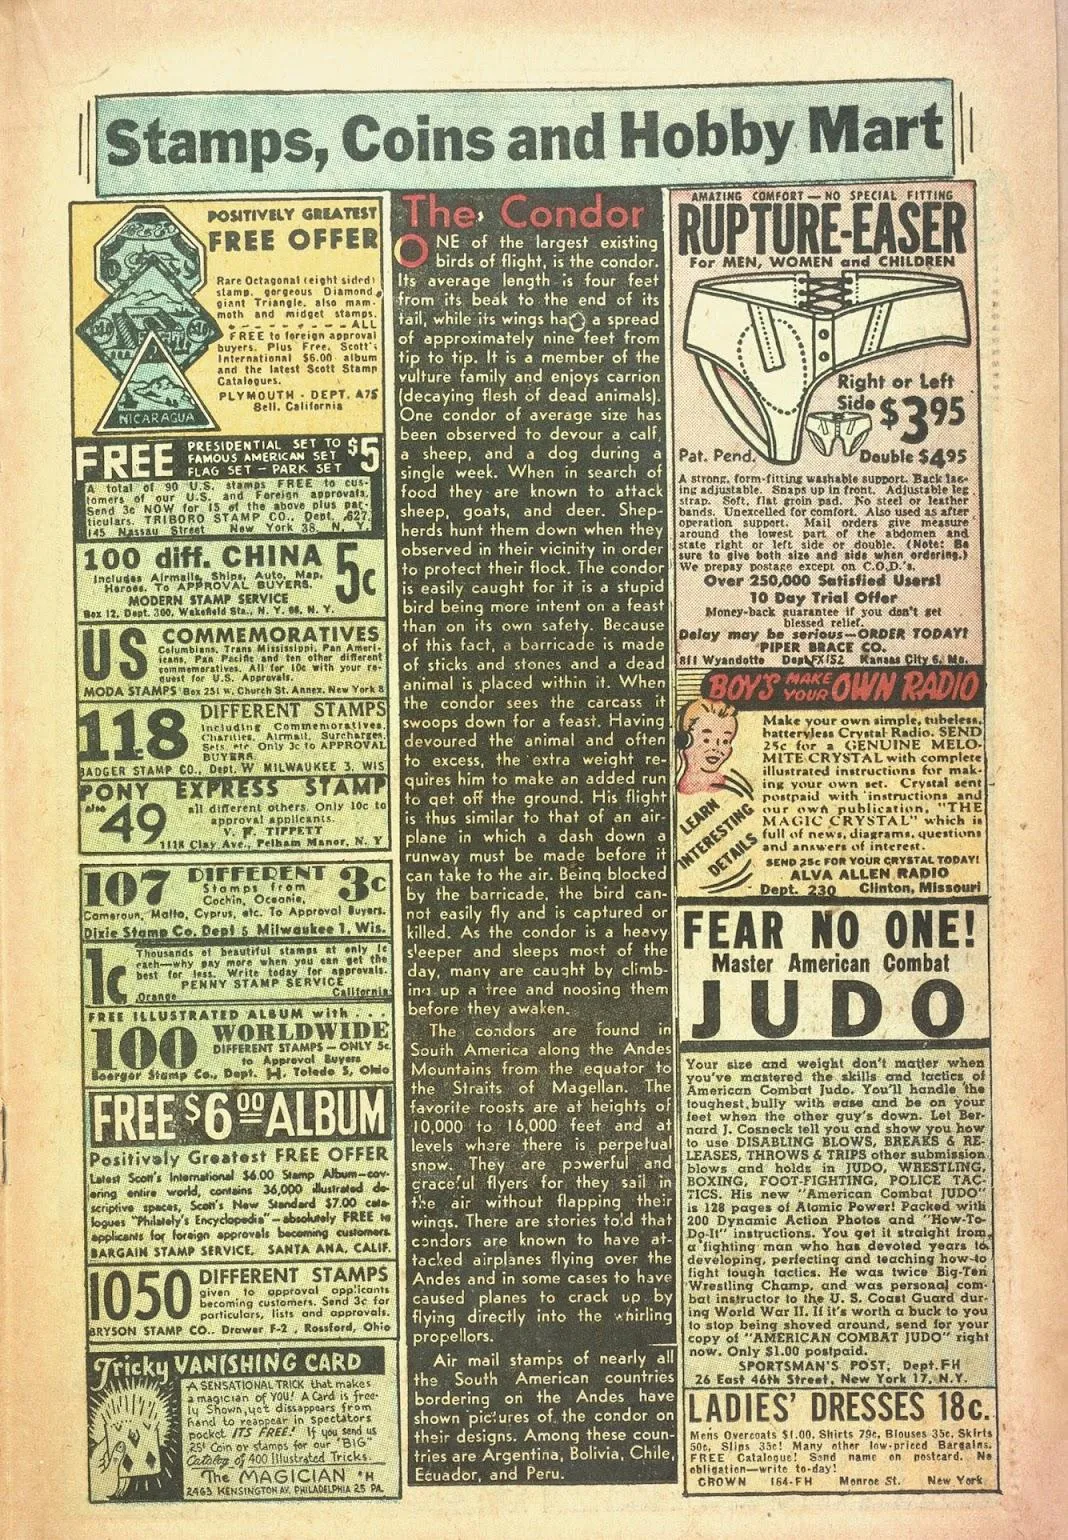 Stamps, Coins and Hobby Mart
POSITIVELY GREATEST
FREE OFFER
Rare Octagonal (eight sided)
stamp, gorgeous Diamond,
giant Triangle, also mam-
moth and midget stamps.
- - - - - - - - - ALL
FREE to foreign approval
buyers. Plus Free, Scott's
International $6.00 album
and the latest Scott Stamp
Catalogues.
PLYMOUTH - DEPT. A75
Bell, California
NICARAGUA
FREE PRESIDENTIAL SET TO $5
FAMOUS AMERICAN SET
FLAG SET - PARK SET
A total of 90 U.S. stamps FREE to cus-
tomers of our U.S. and Foreign approvals.
Send 3c NOW for 15 of the above plus par-
ticulars. TRIBORO STAMP CO., Dept. 627,
145 Nassau Street New York 38, N. Y.
100 diff. CHINA 5c
Includes Airmails, Ships, Auto, Map,
Heroes. To APPROVAL BUYERS.
MODERN STAMP SERVICE
Box 12, Dept. 300, Wakefield Sta., N. Y. 66, N. Y.
US COMMEMORATIVES
Columbians, Trans Mississippi, Pan Ameri-
icans, Pan Pacific and ten other different
commemoratives. All for 10c with your re-
quest for U.S. Approvals.
MODA STAMPS Box 251 w. Church St. Annex, New York 8
118 DIFFERENT STAMPS
Including Commemoratives,
Charities, Airmail, Surcharges,
Sets, etc. Only 3c to APPROVAL
BUYERS.
BADGER STAMP CO., Dept. W MILWAUKEE 3, WIS
PONY EXPRESS STAMP
also 49 all different others. Only 10c to
approval applicants.
V. F. TIPPETT
1118 Clay Ave., Pelham Manor, N. Y
107 DIFFERENT 3c
Stamps from
Cochin, Oceanie,
Cameroun, Malta, Cyprus, etc. To Approval Buyers.
Dixie Stamp Co. Dept 5 Milwaukee 1, Wis.
1c Thousands of beautiful stamps at only 1c
each—why pay more when you can get the
best for less. Write today for approvals.
PENNY STAMP SERVICE
Orange California
FREE ILLUSTRATED ALBUM with . . .
100 WORLDWIDE
DIFFERENT STAMPS - ONLY 5c
to Approval Buyers
Boerger Stamp Co., Dept. H. Toledo 5, Ohio
FREE $6.00 ALBUM
Positively Greatest FREE OFFER
Latest Scott's International $6.00 Stamp Album—cov-
ering entire world, contains 36,000 illustrated de-
scriptive spaces, Scott's New Standard $7.00 cata-
logues "Philately's Encyclopedia"—absolutely FREE to
applicants for foreign approvals becoming customers.
BARGAIN STAMP SERVICE, SANTA ANA, CALIF.
1050 DIFFERENT STAMPS
given to approval applicants
becoming customers. Send 3c for
particulars, lists and approvals.
BRYSON STAMP CO., Drawer F-2 , Rossford, Ohio
Tricky VANISHING CARD
A SENSATIONAL TRICK that makes
a magician of YOU! A Card is free-
ly Shown, yet dissappears from
hand to reappear in spectators
pocket ITS FREE! If you send us
25¢ Coin or stamps for our "BIG"
Catalog of 400 Illustrated Tricks.
The MAGICIAN *H
2463 KENSINGTON AV. PHILADELPHIA 25 PA.
The Condor
ONE of the largest existing
birds of flight, is the condor.
Its average length is four feet
from its beak to the end of its
tail, while its wings have a spread
of approximately nine feet from
tip to tip. It is a member of the
vulture family and enjoys carrion
(decaying flesh of dead animals).
One condor of average size has
been observed to devour a calf,
a sheep, and a dog during a
single week. When in search of
food they are known to attack
sheep, goats, and deer. Shep-
herds hunt them down when they
observed in their vicinity in order
to protect their flock. The condor
is easily caught for it is a stupid
bird being more intent on a feast
than on its own safety. Because
of this fact, a barricade is made
of sticks and stones and a dead
animal is placed within it. When
the condor sees the carcass it
swoops down for a feast. Having
devoured the animal and often
to excess, the extra weight re-
quires him to make an added run
to get off the ground. His flight
is thus similar to that of an air-
plane in which a dash down a
runway must be made before it
can take to the air. Being blocked
by the barricade, the bird can-
not easily fly and is captured or
killed. As the condor is a heavy
sleeper and sleeps most of the
day, many are caught by climb-
ing up a tree and noosing them
before they awaken.
The condors are found in
South America along the Andes
Mountains from the equator to
the Straits of Magellan. The
favorite roosts are at heights of
10,000 to 16,000 feet and at
levels where there is perpetual
snow. They are powerful and
graceful flyers for they sail in
the air without flapping their
wings. There are stories told that
condors are known to have at-
tacked airplanes flying over the
Andes and in some cases to have
caused planes to crack up by
flying directly into the whirling
propellors.
Air mail stamps of nearly all
the South American countries
bordering on the Andes have
shown pictures of the condor on
their designs. Among these coun-
tries are Argentina, Bolivia, Chile,
Ecuador, and Peru.
AMAZING COMFORT — NO SPECIAL FITTING
RUPTURE-EASER
For MEN, WOMEN and CHILDREN
Right or Left
Side $3.95
Pat. Pend. Double $4.95
A strong, form-fitting washable support. Back lac-
ing adjustable. Snaps up in front. Adjustable leg
strap. Soft, flat groin pad. No steel or leather
bands. Unexcelled for comfort. Also used as after
operation support. Mail orders give measure
around the lowest part of the abdomen and
state right or left side or double. (Note: Be
sure to give both size and side when ordering.)
We prepay postage except on C.O.D.'s.
Over 250,000 Satisfied Users!
10 Day Trial Offer
Money-back guarantee if you don't get
blessed relief.
Delay may be serious—ORDER TODAY!
PIPER BRACE CO.
811 Wyandotte Dept. FX152 Kansas City 6, Mo.
BOY'S MAKE YOUR OWN RADIO
Make your own simple, tubeless,
batteryless Crystal Radio. SEND
25c for a GENUINE MELO-
MITE CRYSTAL with complete
illustrated instructions for mak-
ing your own set. Crystal sent
postpaid with instructions and
our own publication, "THE
MAGIC CRYSTAL" which is
full of news, diagrams, questions
and answers of interest.
LEARN
INTERESTING
DETAILS
SEND 25c FOR YOUR CRYSTAL TODAY!
ALVA ALLEN RADIO
Dept. 230 Clinton, Missouri
FEAR NO ONE!
Master American Combat
JUDO
Your size and weight don't matter when
you've mastered the skills and tactics of
American Combat Judo. You'll handle the
toughest bully with ease and be on your
feet when the other guy's down. Let Ber-
nard J. Cosneck tell you and show you how
to use DISABLING BLOWS, BREAKS & RE-
LEASES, THROWS & TRIPS other submission
blows and holds in JUDO, WRESTLING,
BOXING, FOOT-FIGHTING, POLICE TAC-
TICS. His new "American Combat JUDO"
is 128 pages of Atomic Power! Packed with
200 Dynamic Action Photos and "How-To-
Do-It" instructions. You get it straight from
a fighting man who has devoted years to
developing, perfecting and teaching how-to
fight tough tactics. He was twice Big-Ten
Wrestling Champ, and was personal com-
bat instructor to the U. S. Coast Guard dur-
ing World War II. If it's worth a buck to you
to stop being shoved around, send for your
copy of "AMERICAN COMBAT JUDO" right
now. Only $1.00 postpaid.
SPORTSMAN'S POST, Dept. FH
26 East 46th Street, New York 17, N.Y.
LADIES' DRESSES 18c.
Mens Overcoats $1.00, Shirts 79c, Blouses 35c, Skirts
50c, Slips 35c! Many other low-priced Bargains.
FREE Catalogue! Send name on postcard. No
obligation—write to-day!
CROWN 164-FH Monroe St. New York